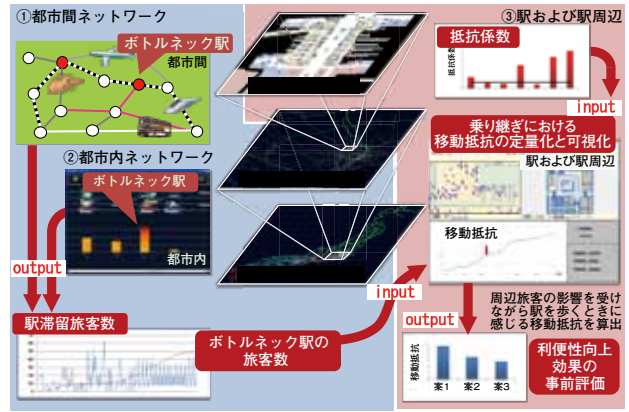 ①都市間ネットワーク
ボトルネック駅
都市間
②都市内ネットワーク
ボトルネック駅
都市内
output
駅滞留旅客数
ボトルネック駅の
旅客数
input
③駅および駅周辺
抵抗係数
抵抗係数
input
乗り継ぎにおける
移動抵抗の定量化と可視化
駅および駅周辺
移動抵抗
周辺旅客の影響を受け
ながら駅を歩くときに
感じる移動抵抗を算出
output
移動抵抗
案1
案2
案3
利便性向上
効果の
事前評価